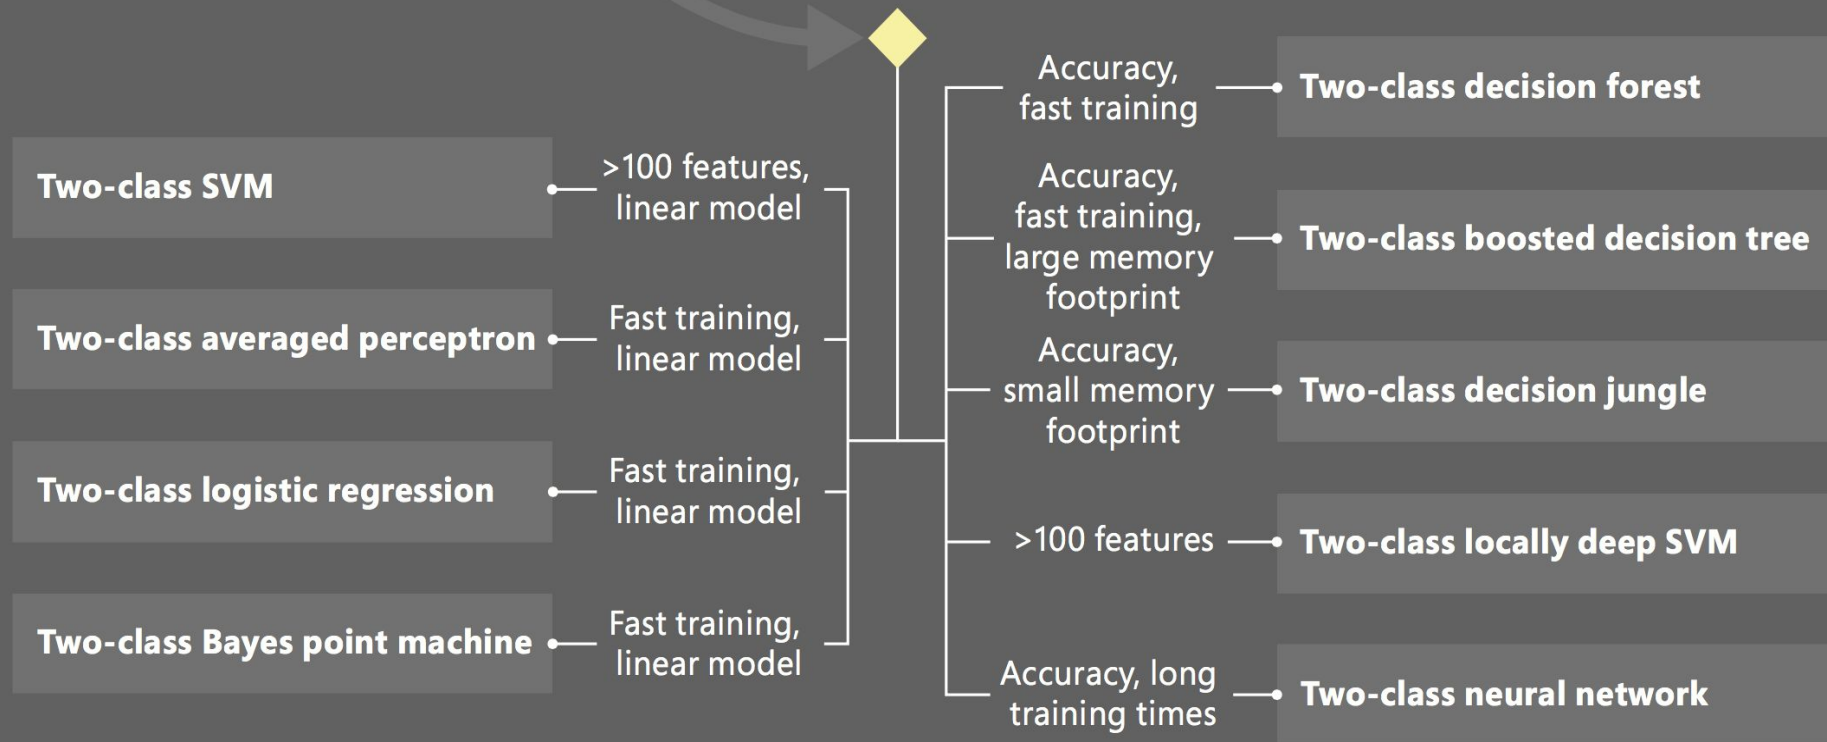 Two-class SVM
>100 features,
linear model
Two-class averaged perceptron
Fast training,
linear model
Two-class logistic regression
Fast training,
linear model
Two-class Bayes point machine
Fast training,
linear model
Accuracy,
fast training
Two-class decision forest
Accuracy,
fast training,
large memory
footprint
Two-class boosted decision tree
Accuracy,
small memory
footprint
Two-class decision jungle
>100 features
Two-class locally deep SVM
Accuracy, long
training times
Two-class neural network